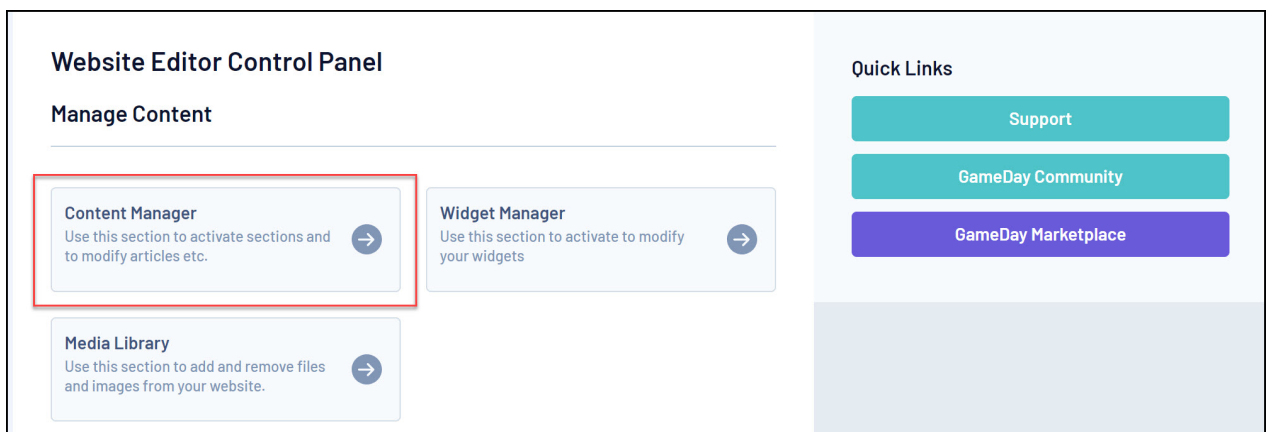 Website Editor Control Panel
Manage Content
Content Manager
Use this section to activate sections and
to modify articles etc.
Widget Manager
Use this section to activate to modify
your widgets
Media Library
Use this section to add and remove files
and images from your website.
Quick Links
Support
GameDay Community
GameDay Marketplace